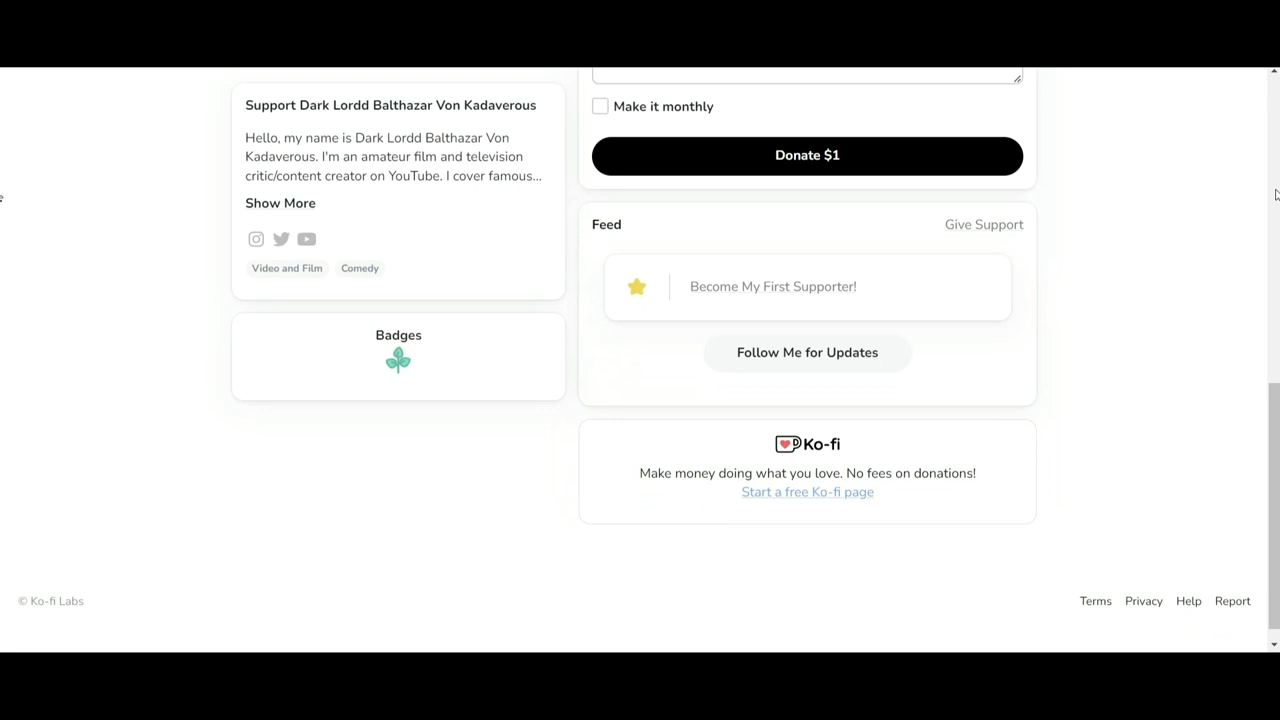 Support Dark Lordd Balthazar Von Kadaverous
Hello, my name is Dark Lordd Balthazar Von
Kadaverous. I'm an amateur film and television
critic/content creator on YouTube. I cover famous...
Show More
Video and Film
Comedy
Badges
Make it monthly
Donate $1
Feed
Give Support
Become My First Supporter!
Follow Me for Updates
Ko-fi
Make money doing what you love. No fees on donations!
Start a free Ko-fi page
© Ko-fi Labs
Terms
Privacy
Help
Report